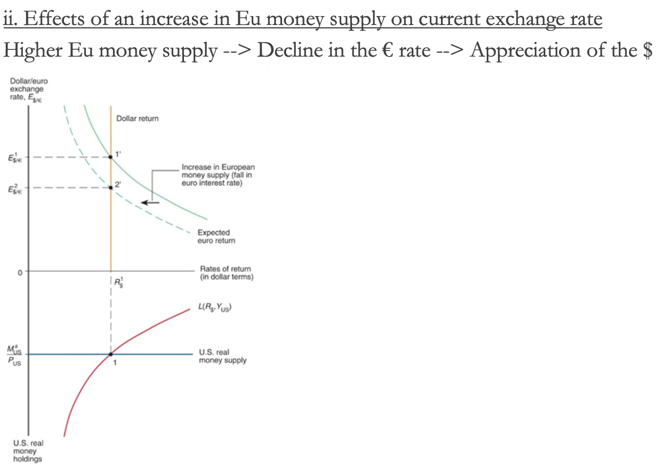 ii. Effects of an increase in Eu money supply on current exchange rate
Higher Eu money supply --> Decline in the € rate --> Appreciation of the $
Dollar/euro
exchange
rate, E$/€
Dollar return
E¹$/€
1'
Increase in European
money supply (fall in
euro interest rate)
E²$/€
2'
Expected
euro return
0
Rates of return
(in dollar terms)
R¹$
L(R$, YUS)
MˢUS
PUS
1
U.S. real
money supply
U.S. real
money
holdings